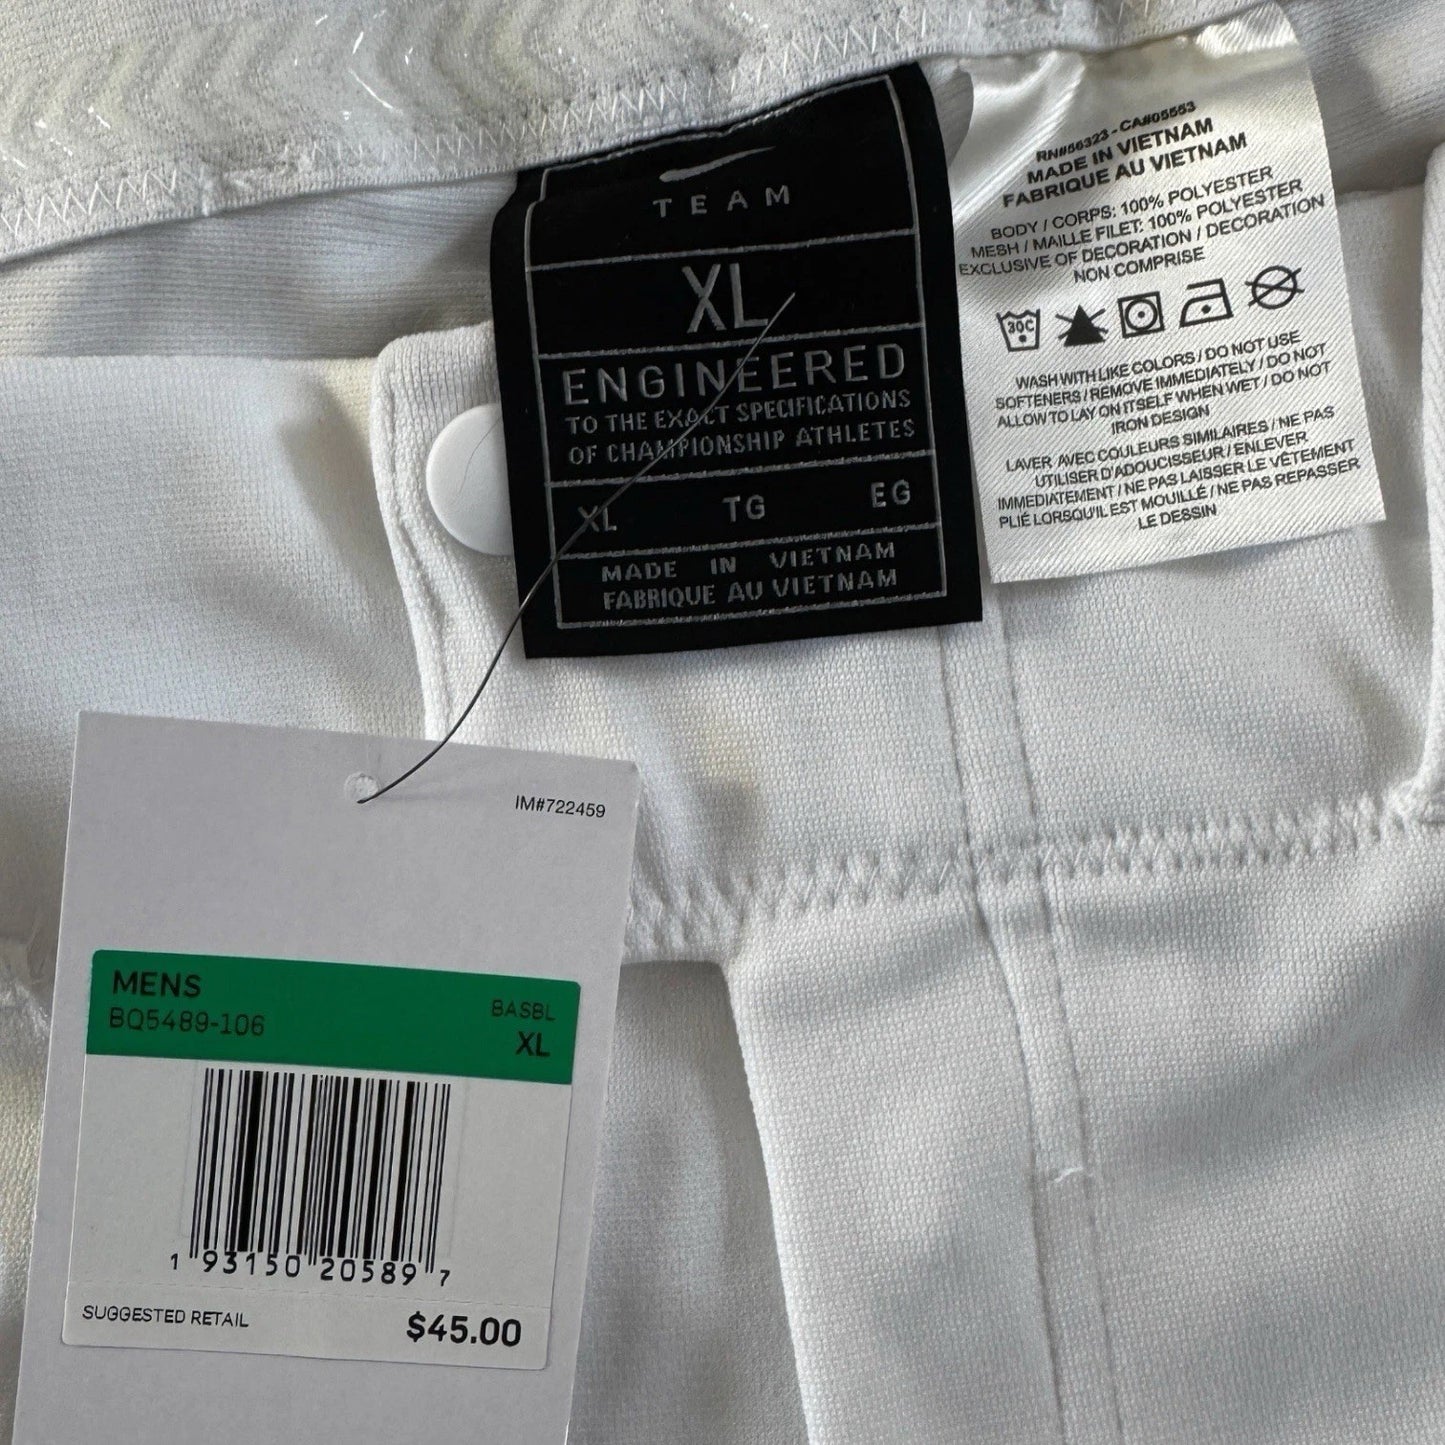 TEAM
XL
ENGINEERED
TO THE EXACT SPECIFICATIONS
OF CHAMPIONSHIP ATHLETES
XL TG EG
MADE IN VIETNAM
FABRIQUE AU VIETNAM
RN#56323 - CA#05553
MADE IN VIETNAM
FABRIQUE AU VIETNAM
BODY / CORPS: 100% POLYESTER
MESH / MAILLE FILET: 100% POLYESTER
EXCLUSIVE OF DECORATION / DECORATION
NON COMPRISE
30C
WASH WITH LIKE COLORS / DO NOT USE
SOFTENERS / REMOVE IMMEDIATELY / DO NOT
ALLOW TO LAY ON ITSELF WHEN WET / DO NOT
IRON DESIGN
LAVER AVEC COULEURS SIMILAIRES / NE PAS
UTILISER D'ADOUCISSEUR / ENLEVER
IMMEDIATEMENT / NE PAS LAISSER LE VÊTEMENT
PLIÉ LORSQU'IL EST MOUILLÉ / NE PAS REPASSER
LE DESSIN
IM#722459
MENS
BQ5489-106
BASBL
XL
1 93150 20589 7
SUGGESTED RETAIL $45.00